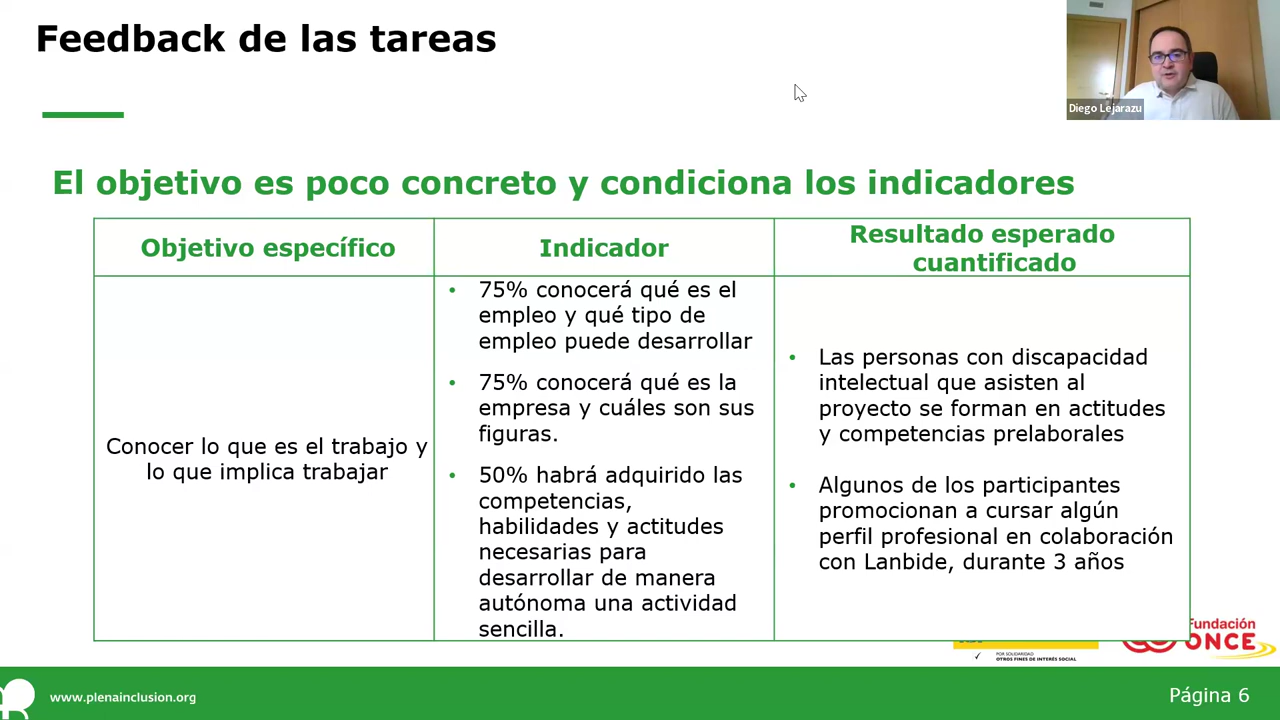 Feedback de las tareas
Diego Lejarazu
El objetivo es poco concreto y condiciona los indicadores
Objetivo específico
Indicador
Resultado esperado
cuantificado
Conocer lo que es el trabajo y
lo que implica trabajar
• 75% conocerá qué es el
empleo y qué tipo de
empleo puede desarrollar
• 75% conocerá qué es la
empresa y cuáles son sus
figuras.
• 50% habrá adquirido las
competencias,
habilidades y actitudes
necesarias para
desarrollar de manera
autónoma una actividad
sencilla.
• Las personas con discapacidad
intelectual que asisten al
proyecto se forman en actitudes
y competencias prelaborales
• Algunos de los participantes
promocionan a cursar algún
perfil profesional en colaboración
con Lanbide, durante 3 años
POR SOLIDARIDAD
OTROS FINES DE INTERÉS SOCIAL
Fundación
ONCE
www.plenainclusion.org
Página 6